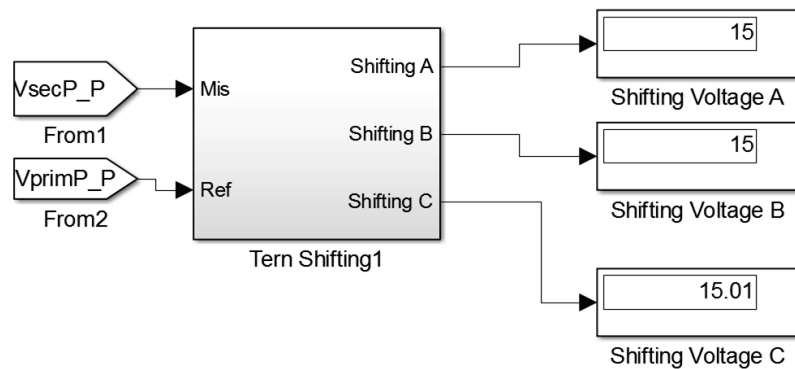 VsecP_P
From1
VprimP_P
From2
Mis
Ref
Shifting A
Shifting B
Shifting C
Tern Shifting1
15
Shifting Voltage A
15
Shifting Voltage B
15.01
Shifting Voltage C